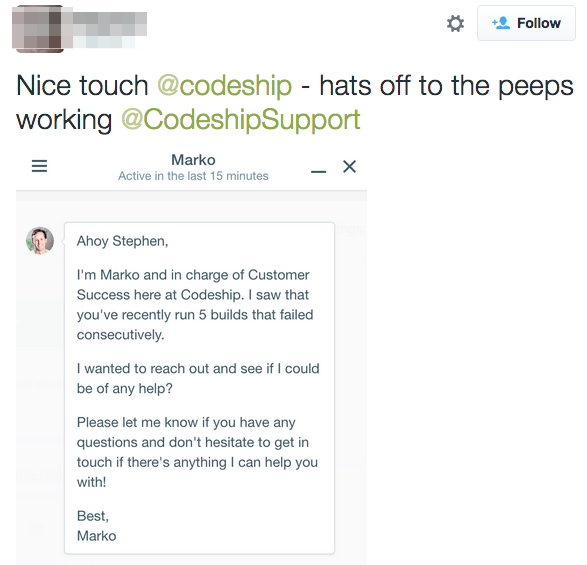 Follow
Nice touch @codeship - hats off to the peeps
working @CodeshipSupport
Marko
Active in the last 15 minutes
Ahoy Stephen,
I'm Marko and in charge of Customer
Success here at Codeship. I saw that
you've recently run 5 builds that failed
consecutively.
I wanted to reach out and see if I could
be of any help?
Please let me know if you have any
questions and don't hesitate to get in
touch if there's anything I can help you
with!
Best,
Marko